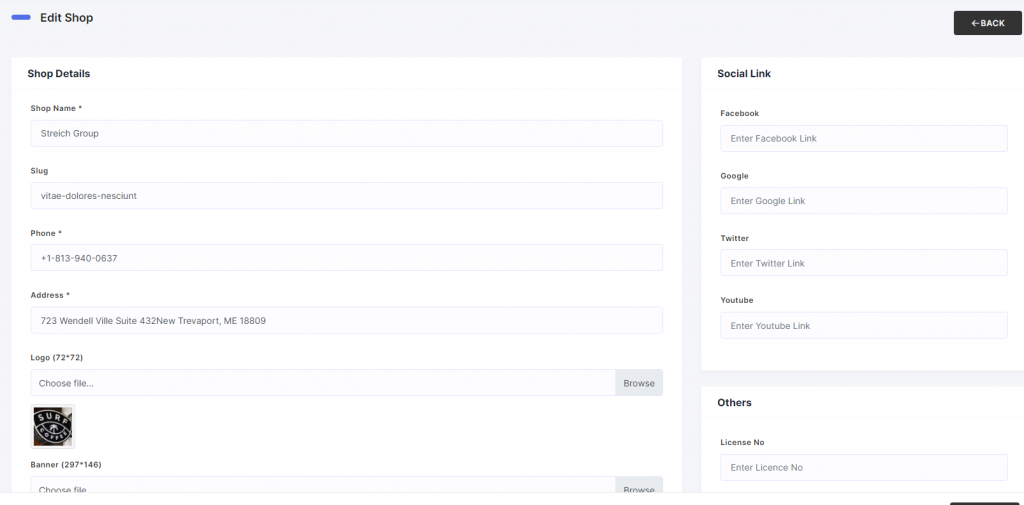 Edit Shop
←BACK
Shop Details
Shop Name *
Streich Group
Slug
vitae-dolores-nesciunt
Phone *
+1-813-940-0637
Address *
723 Wendell Ville Suite 432New Trevaport, ME 18809
Logo (72*72)
Choose file...
Browse
SURF
COFFEE
Banner (297*146)
Choose file
Browse
Social Link
Facebook
Enter Facebook Link
Google
Enter Google Link
Twitter
Enter Twitter Link
Youtube
Enter Youtube Link
Others
License No
Enter Licence No